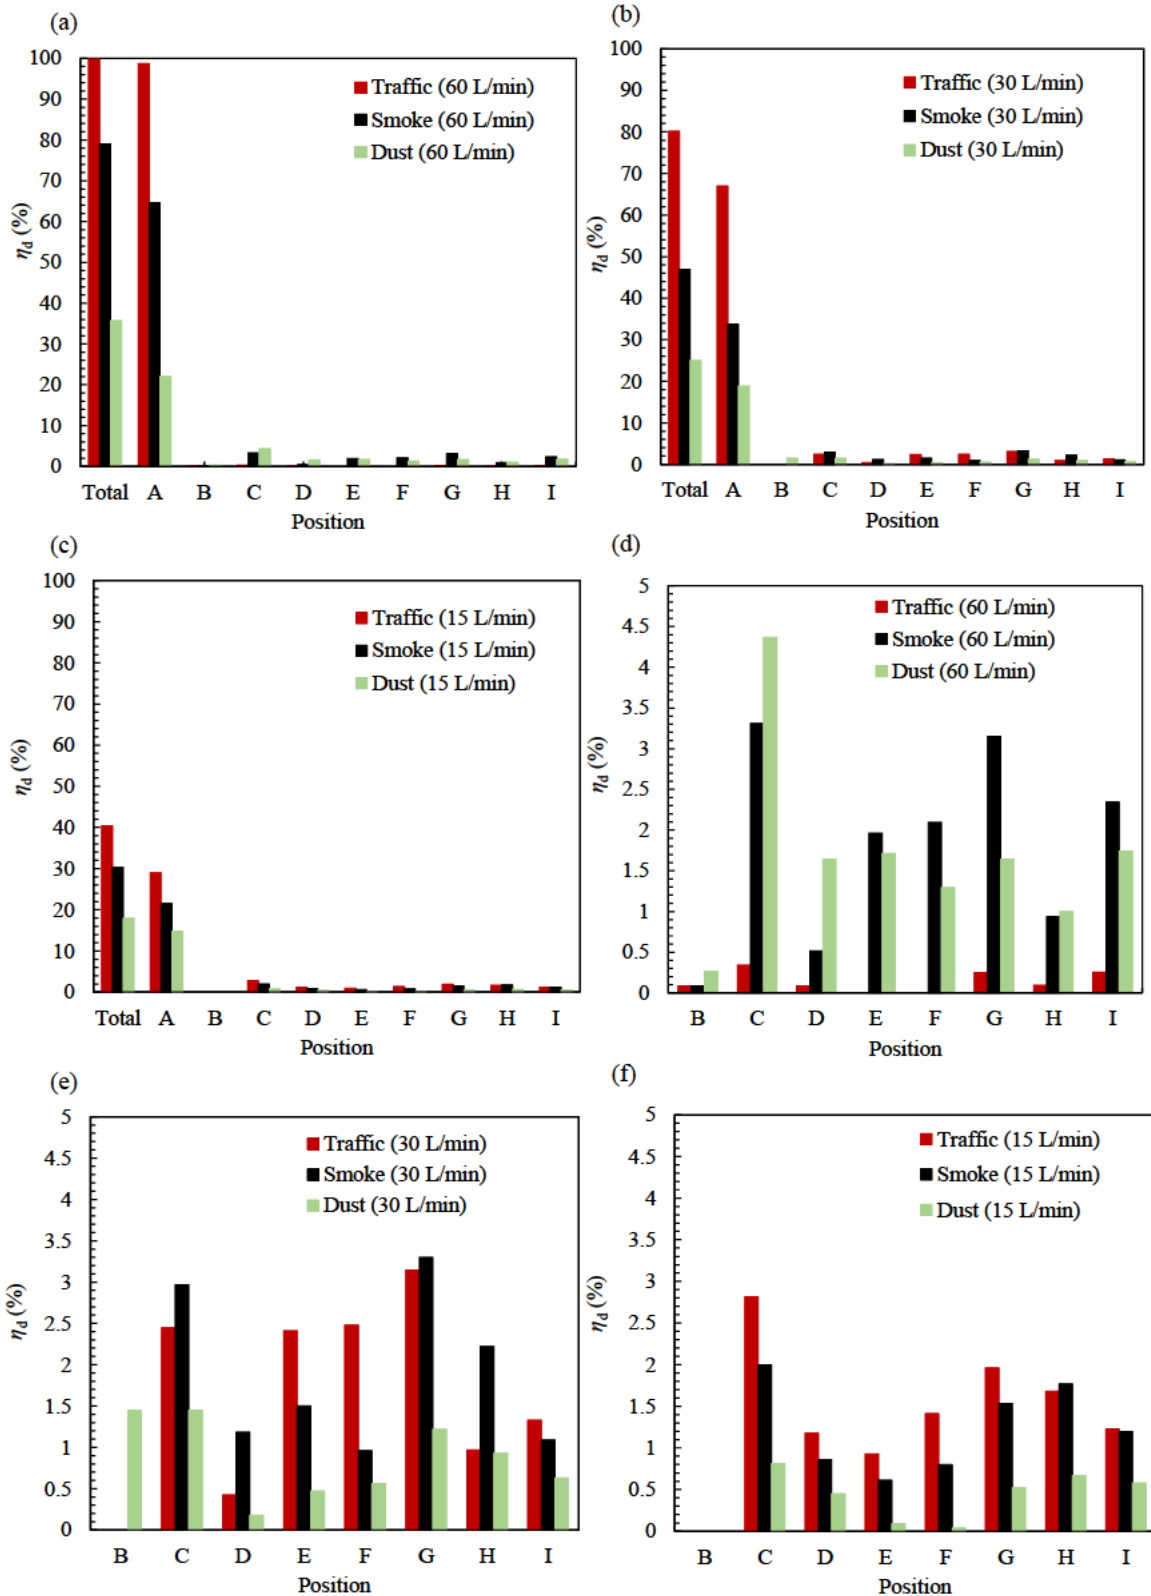 (a)
100
90
80
70
60
50
40
30
20
10
0
ηd (%)
Traffic (60 L/min)
Smoke (60 L/min)
Dust (60 L/min)
Total A B C D E F G H I
Position
(b)
100
90
80
70
60
50
40
30
20
10
0
ηd (%)
Traffic (30 L/min)
Smoke (30 L/min)
Dust (30 L/min)
Total A B C D E F G H I
Position
(c)
100
90
80
70
60
50
40
30
20
10
0
ηd (%)
Traffic (15 L/min)
Smoke (15 L/min)
Dust (15 L/min)
Total A B C D E F G H I
Position
(d)
5
4.5
4
3.5
3
2.5
2
1.5
1
0.5
0
ηd (%)
Traffic (60 L/min)
Smoke (60 L/min)
Dust (60 L/min)
B C D E F G H I
Position
(e)
5
4.5
4
3.5
3
2.5
2
1.5
1
0.5
0
ηd (%)
Traffic (30 L/min)
Smoke (30 L/min)
Dust (30 L/min)
B C D E F G H I
Position
(f)
5
4.5
4
3.5
3
2.5
2
1.5
1
0.5
0
ηd (%)
Traffic (15 L/min)
Smoke (15 L/min)
Dust (15 L/min)
B C D E F G H I
Position